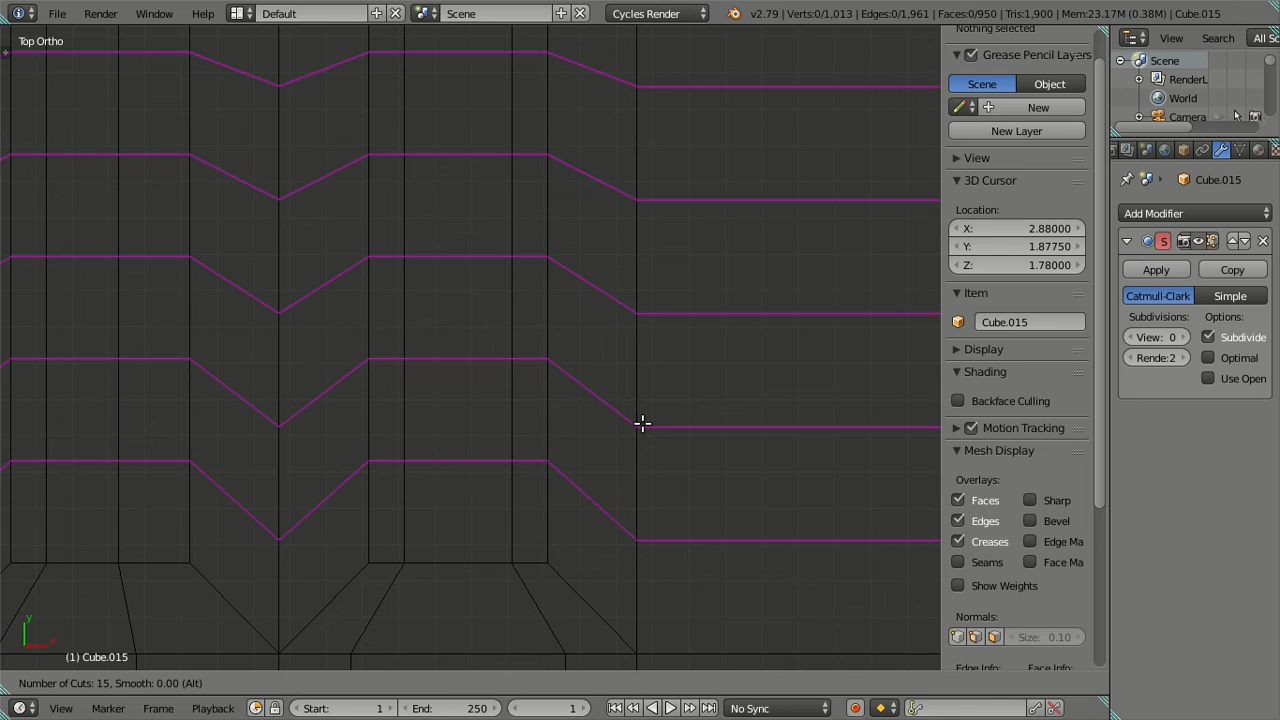 File Render Window Help Default Scene Cycles Render v2.79 | Verts:0/1,013 | Edges:0/1,961 | Faces:0/950 | Tris:1,900 | Mem:23.17M (0.38M) | Cube.015
Top Ortho
Nothing selected
Grease Pencil Layers
Scene Object
New
New Layer
View
3D Cursor
Location:
X: 2.88000
Y: 1.87750
Z: 1.78000
Item
Cube.015
Display
Shading
Backface Culling
Motion Tracking
Mesh Display
Overlays:
Faces Sharp
Edges Bevel
Creases Edge Ma
Seams Face Ma
Show Weights
Normals:
Size: 0.10
Edge Info: Face Info:
View Search All Sc
Scene
RenderL
World
Camera
Cube.015
Add Modifier
S
Apply Copy
Catmull-Clark Simple
Subdivisions: Options:
View: 0 Subdivide
Rende:2 Optimal
Use Open
y
x
(1) Cube.015
Number of Cuts: 15, Smooth: 0.00 (Alt)
View Marker Frame Playback Start: 1 End: 250 1 No Sync